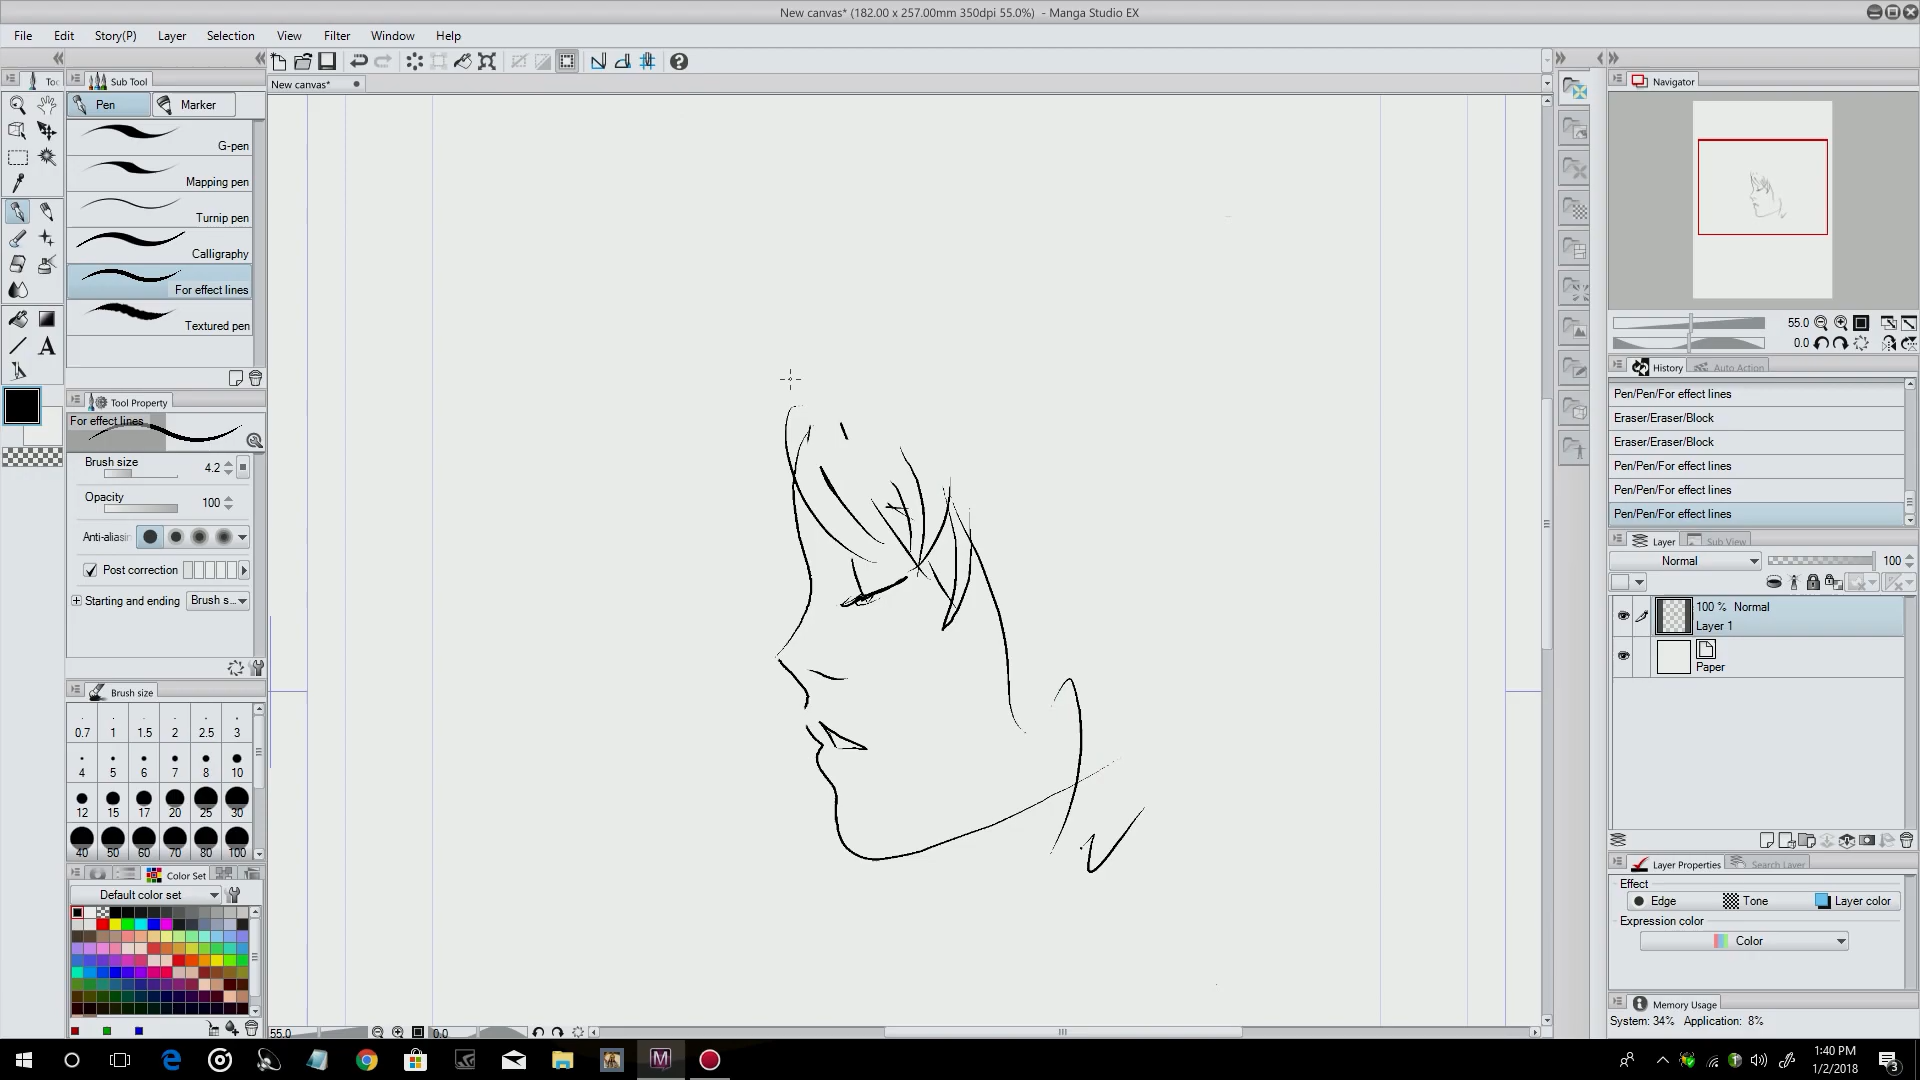 New canvas* (182.00 x 257.00mm 350dpi 55.0%) - Manga Studio EX
File Edit Story(P) Layer Selection View Filter Window Help
Sub Tool
New canvas*
Navigator
Pen Marker
G-pen
Mapping pen
Turnip pen
Calligraphy
For effect lines
Textured pen
55.0
0.0
History Auto Action
Pen/Pen/For effect lines
Eraser/Eraser/Block
Eraser/Eraser/Block
Pen/Pen/For effect lines
Pen/Pen/For effect lines
Pen/Pen/For effect lines
Tool Property
For effect lines
Brush size 4.2
Opacity 100
Anti-aliasin
Post correction
Starting and ending Brush s...
Layer Sub View
Normal 100
100 % Normal
Layer 1
Paper
Brush size
0.7 1 1.5 2 2.5 3
4 5 6 7 8 10
12 15 17 20 25 30
40 50 60 70 80 100
Color Set
Default color set
Layer Properties Search Layer
Effect
Edge Tone Layer color
Expression color
Color
Memory Usage
System: 34% Application: 8%
55.0 0.0
1:40 PM
1/2/2018
3